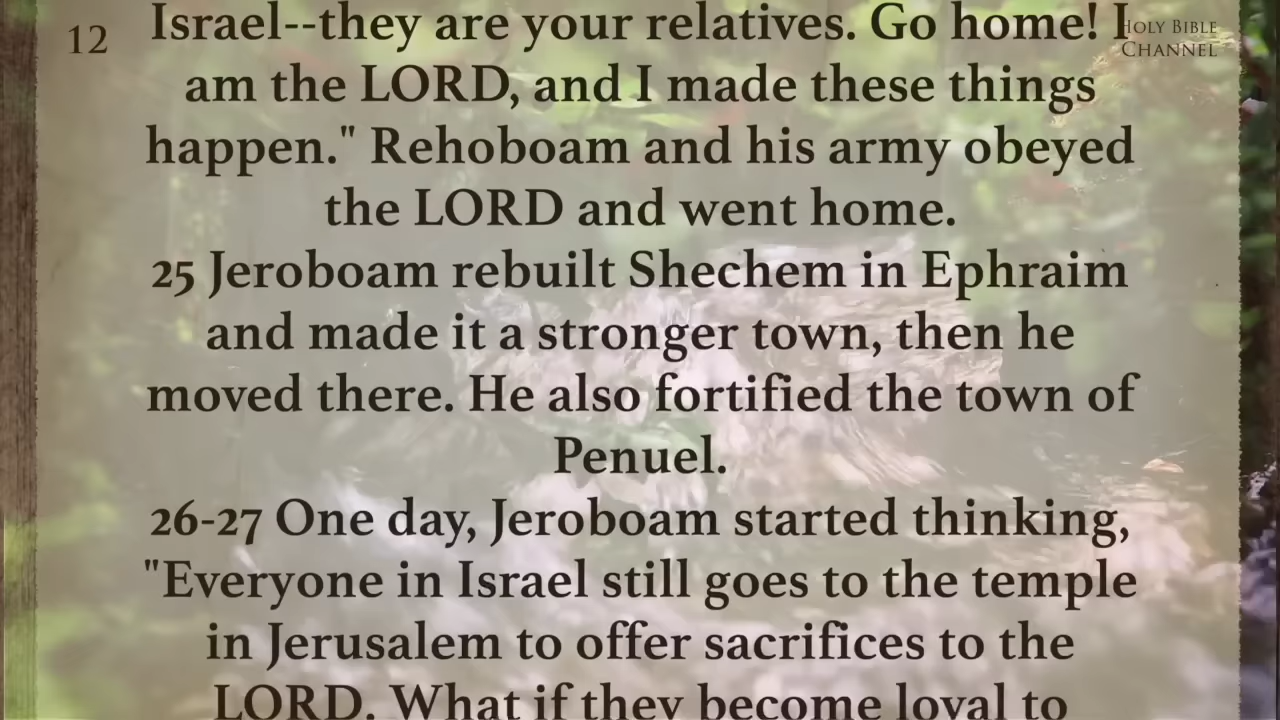 12
Israel--they are your relatives. Go home! I
HOLY BIBLE
CHANNEL
am the LORD, and I made these things
happen." Rehoboam and his army obeyed
the LORD and went home.
25 Jeroboam rebuilt Shechem in Ephraim
and made it a stronger town, then he
moved there. He also fortified the town of
Penuel.
26-27 One day, Jeroboam started thinking,
"Everyone in Israel still goes to the temple
in Jerusalem to offer sacrifices to the
LORD. What if they become loyal to